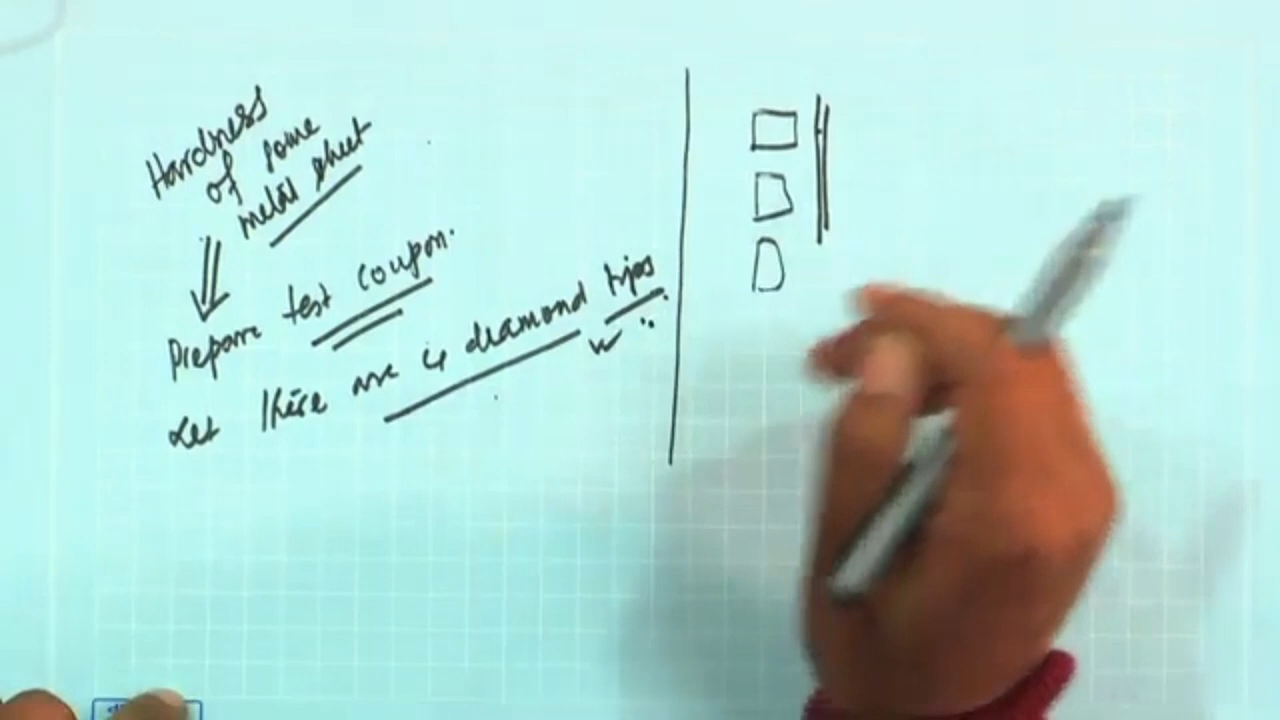 Hardness
of some
metal sheet
Prepare test coupon.
Let there are 4 diamond tips